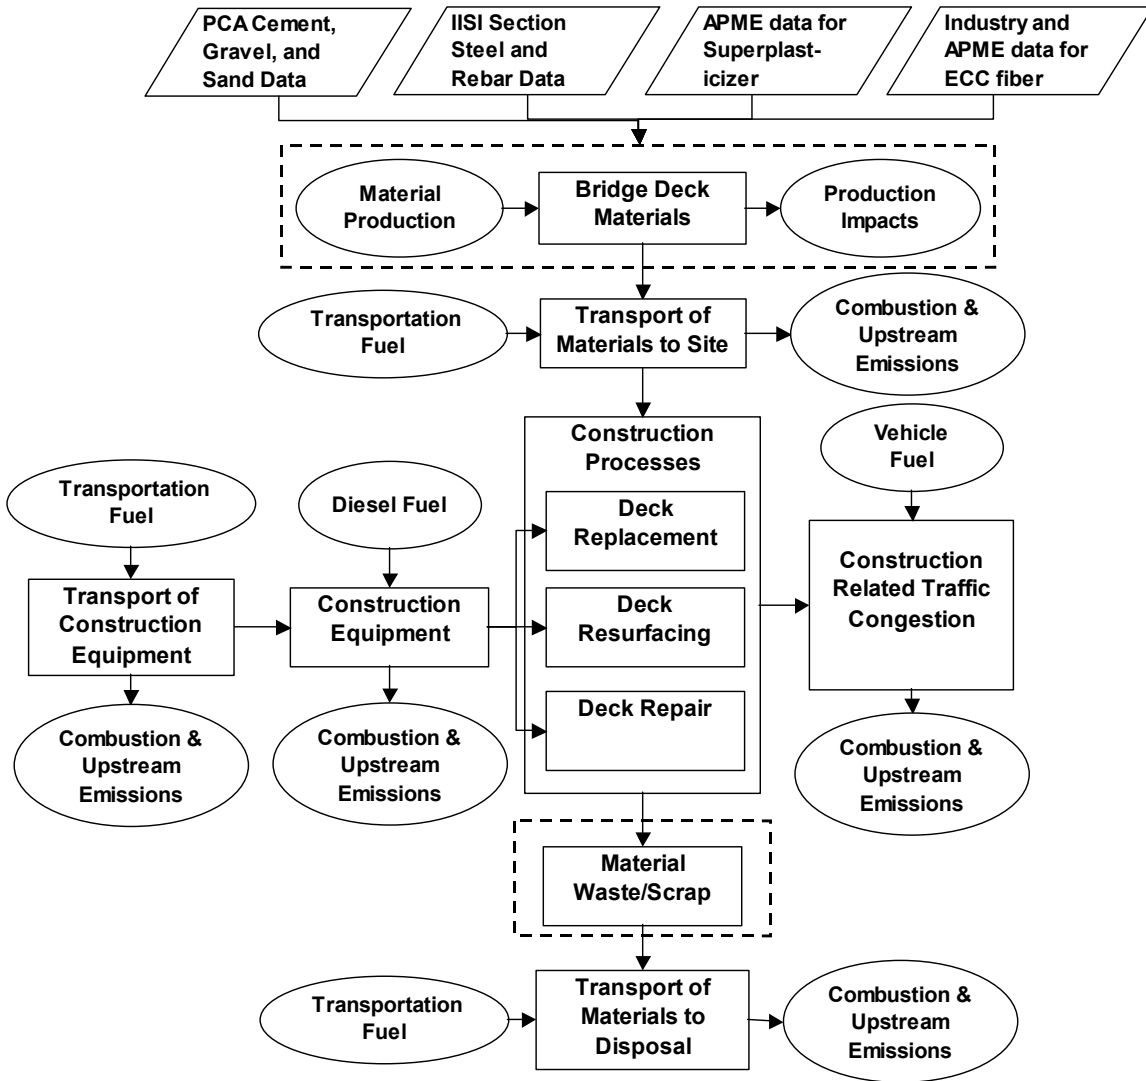 PCA Cement,
Gravel, and
Sand Data
IISI Section
Steel and
Rebar Data
APME data for
Superplast-
icizer
Industry and
APME data for
ECC fiber
Material
Production
Bridge Deck
Materials
Production
Impacts
Transportation
Fuel
Transport of
Materials to Site
Combustion &
Upstream
Emissions
Construction
Processes
Vehicle
Fuel
Transportation
Fuel
Diesel Fuel
Deck
Replacement
Transport of
Construction
Equipment
Construction
Equipment
Deck
Resurfacing
Construction
Related Traffic
Congestion
Deck Repair
Combustion &
Upstream
Emissions
Combustion &
Upstream
Emissions
Combustion &
Upstream
Emissions
Material
Waste/Scrap
Transportation
Fuel
Transport of
Materials to
Disposal
Combustion &
Upstream
Emissions